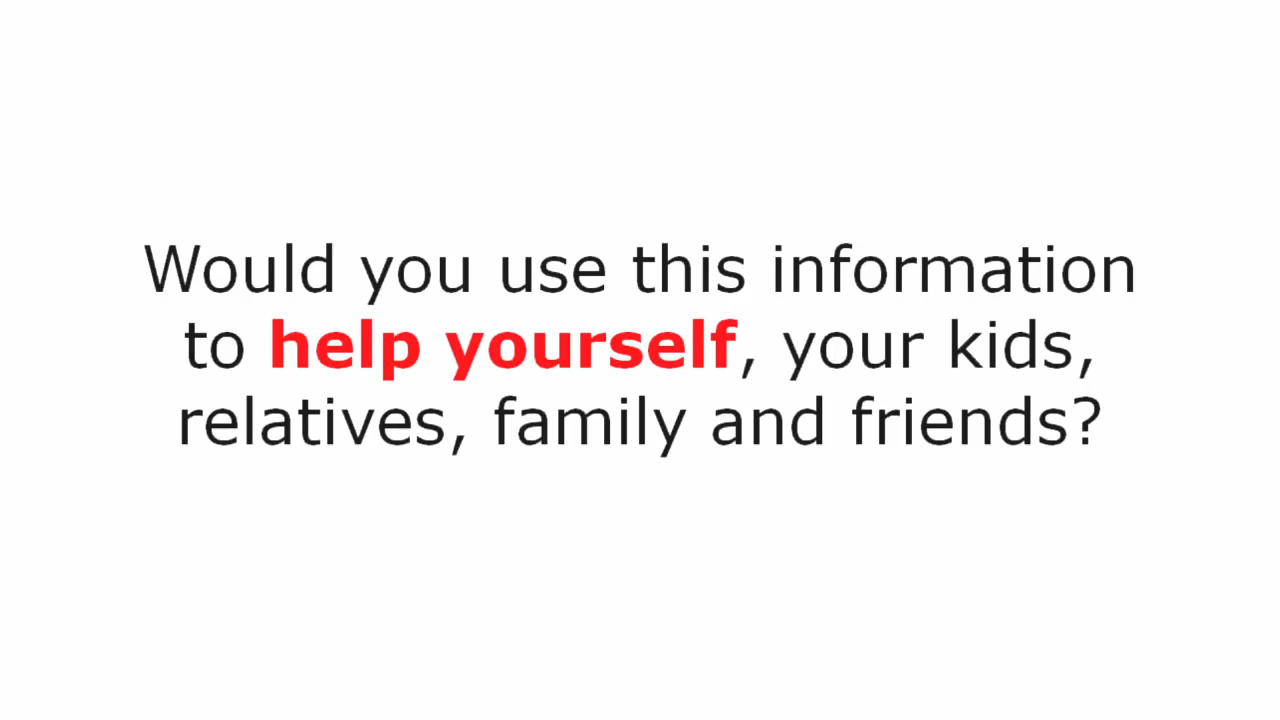 Would you use this information
to help yourself, your kids,
relatives, family and friends?